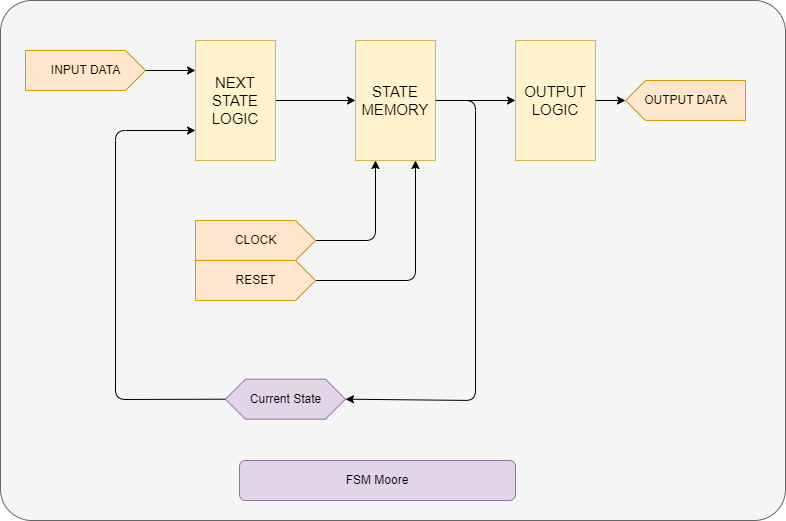 INPUT DATA
NEXT
STATE
LOGIC
STATE
MEMORY
OUTPUT
LOGIC
OUTPUT DATA
CLOCK
RESET
Current State
FSM Moore